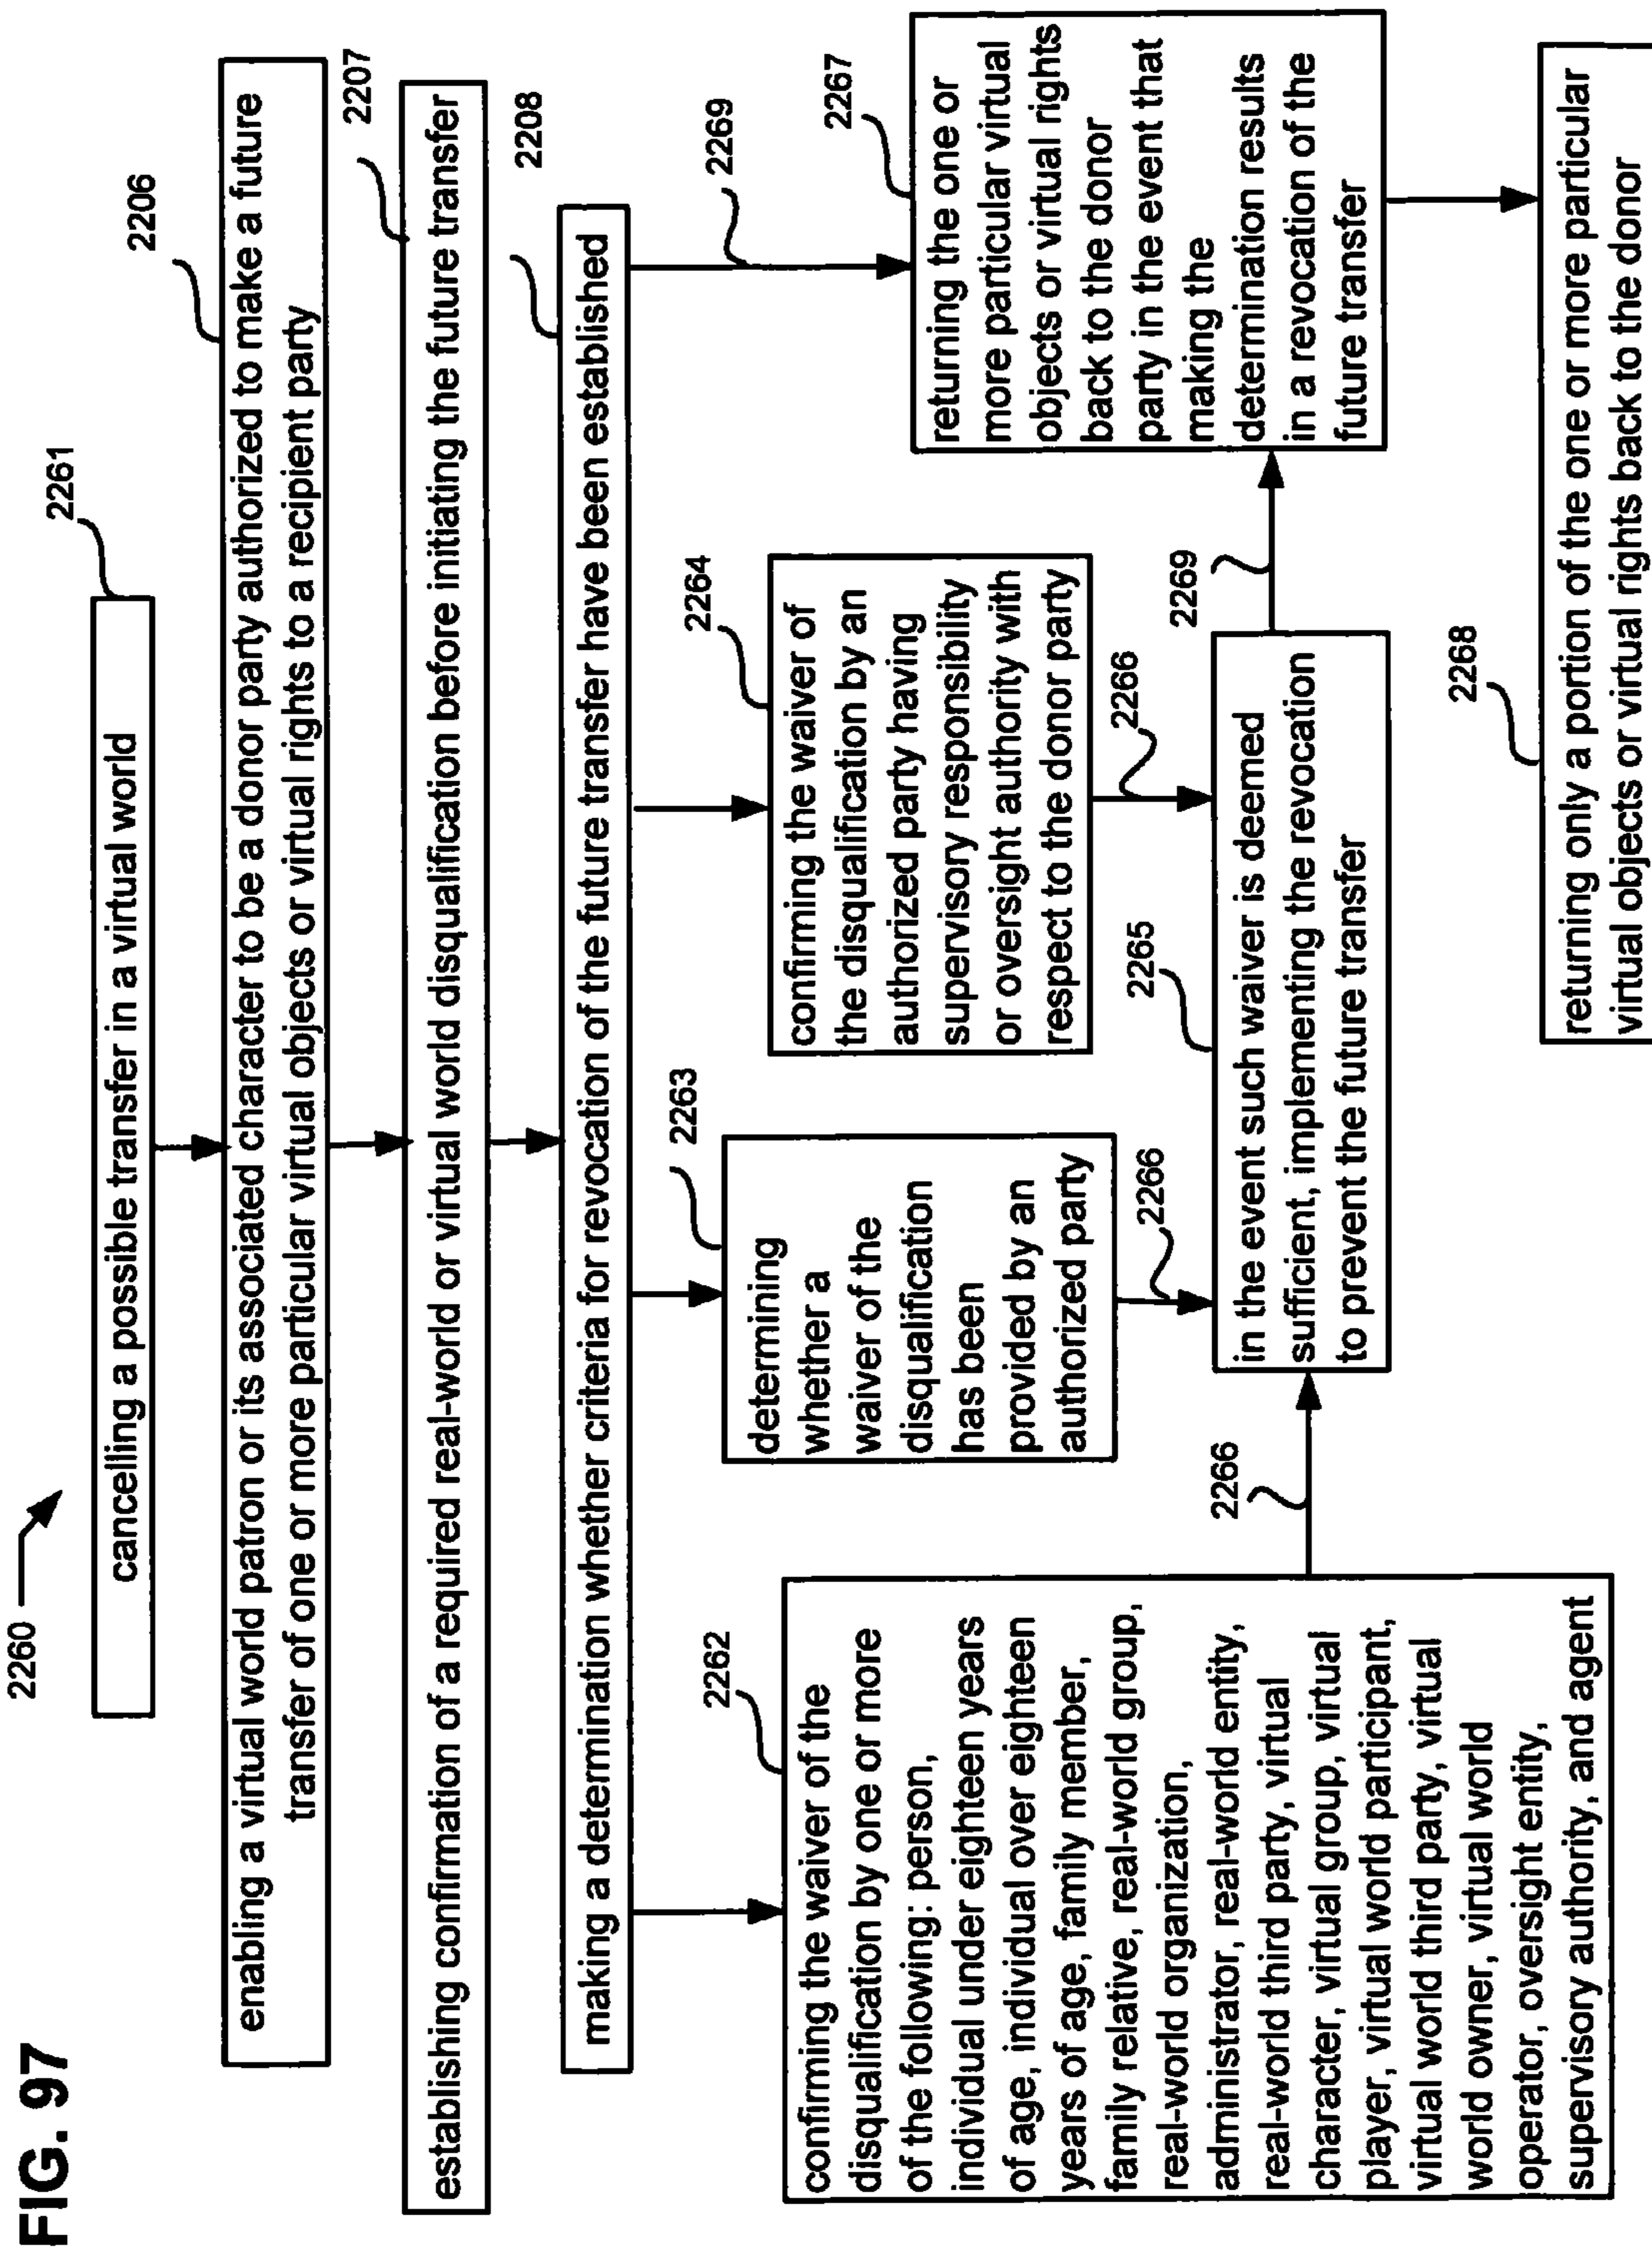 FIG. 97
2260
2261
cancelling a possible transfer in a virtual world
2206
enabling a virtual world patron or its associated character to be a donor party authorized to make a future
transfer of one or more particular virtual objects or virtual rights to a recipient party
2207
establishing confirmation of a required real-world or virtual world disqualification before initiating the future transfer
2208
making a determination whether criteria for revocation of the future transfer have been established
2262
confirming the waiver of the
disqualification by one or more
of the following: person,
individual under eighteen years
of age, individual over eighteen
years of age, family member,
family relative, real-world group,
real-world organization,
administrator, real-world entity,
real-world third party, virtual
character, virtual group, virtual
player, virtual world participant,
virtual world third party, virtual
world owner, virtual world
operator, oversight entity,
supervisory authority, and agent
2263
determining
whether a
waiver of the
disqualification
has been
provided by an
authorized party
2264
confirming the waiver of
the disqualification by an
authorized party having
supervisory responsibility
or oversight authority with
respect to the donor party
2269
2267
returning the one or
more particular virtual
objects or virtual rights
back to the donor
party in the event that
making the
determination results
in a revocation of the
future transfer
2266
2266
2266
2265
in the event such waiver is deemed
sufficient, implementing the revocation
to prevent the future transfer
2269
2268
returning only a portion of the one or more particular
virtual objects or virtual rights back to the donor